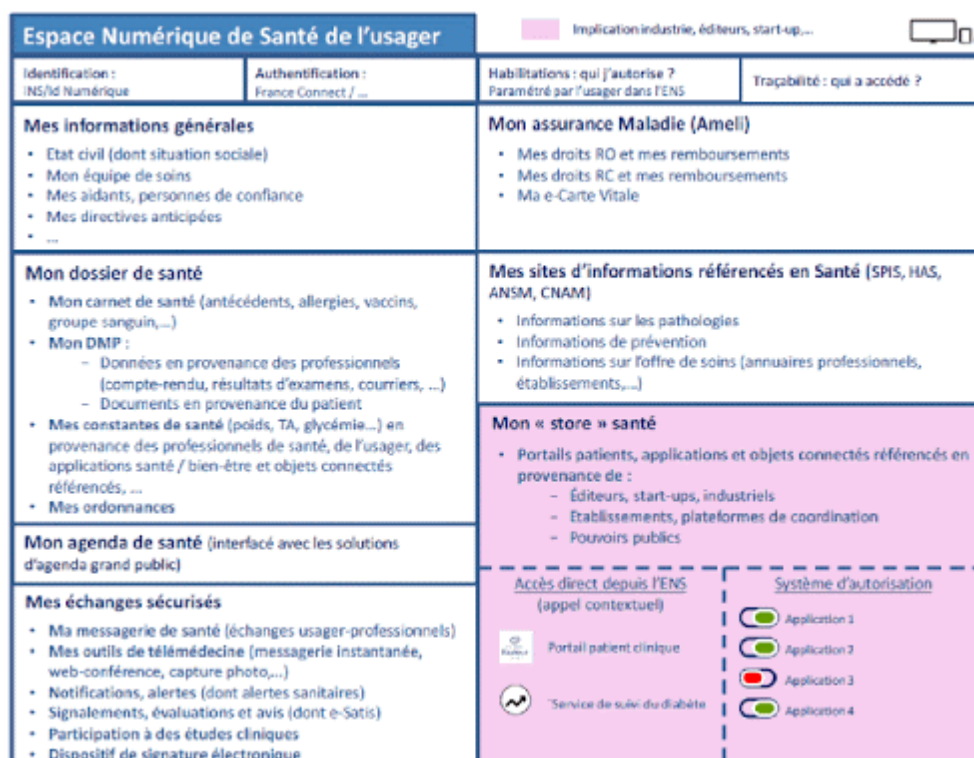 Espace Numérique de Santé de l'usager
Implication industrie, éditeurs, start-up,...
Identification :
INS/Id Numérique
Authentification :
France Connect / ...
Habilitations : qui j'autorise ?
Paramétré par l'usager dans l'ENS
Traçabilité : qui a accédé ?
Mes informations générales
• Etat civil (dont situation sociale)
• Mon équipe de soins
• Mes aidants, personnes de confiance
• Mes directives anticipées
• ...
Mon assurance Maladie (Ameli)
• Mes droits RO et mes remboursements
• Mes droits RC et mes remboursements
• Ma e-Carte Vitale
Mon dossier de santé
• Mon carnet de santé (antécédents, allergies, vaccins,
groupe sanguin,...)
• Mon DMP :
– Données en provenance des professionnels
(compte-rendu, résultats d'examens, courriers, ...)
– Documents en provenance du patient
• Mes constantes de santé (poids, TA, glycémie...) en
provenance des professionnels de santé, de l'usager, des
applications santé / bien-être et objets connectés
référencés, ...
• Mes ordonnances
Mes sites d'informations référencés en Santé (SPIS, HAS,
ANSM, CNAM)
• Informations sur les pathologies
• Informations de prévention
• Informations sur l'offre de soins (annuaires professionnels,
établissements,...)
Mon « store » santé
• Portails patients, applications et objets connectés référencés en
provenance de :
– Éditeurs, start-ups, industriels
– Etablissements, plateformes de coordination
– Pouvoirs publics
Mon agenda de santé (interfacé avec les solutions
d'agenda grand public)
Mes échanges sécurisés
• Ma messagerie de santé (échanges usager-professionnels)
• Mes outils de télémédecine (messagerie instantanée,
web-conférence, capture photo,...)
• Notifications, alertes (dont alertes sanitaires)
• Signalements, évaluations et avis (dont e-Satis)
• Participation à des études cliniques
• Dispositif de signature électronique
Accès direct depuis l'ENS
(appel contextuel)
Portail patient clinique
"Service de suivi du diabète
Système d'autorisation
Application 1
Application 2
Application 3
Application 4